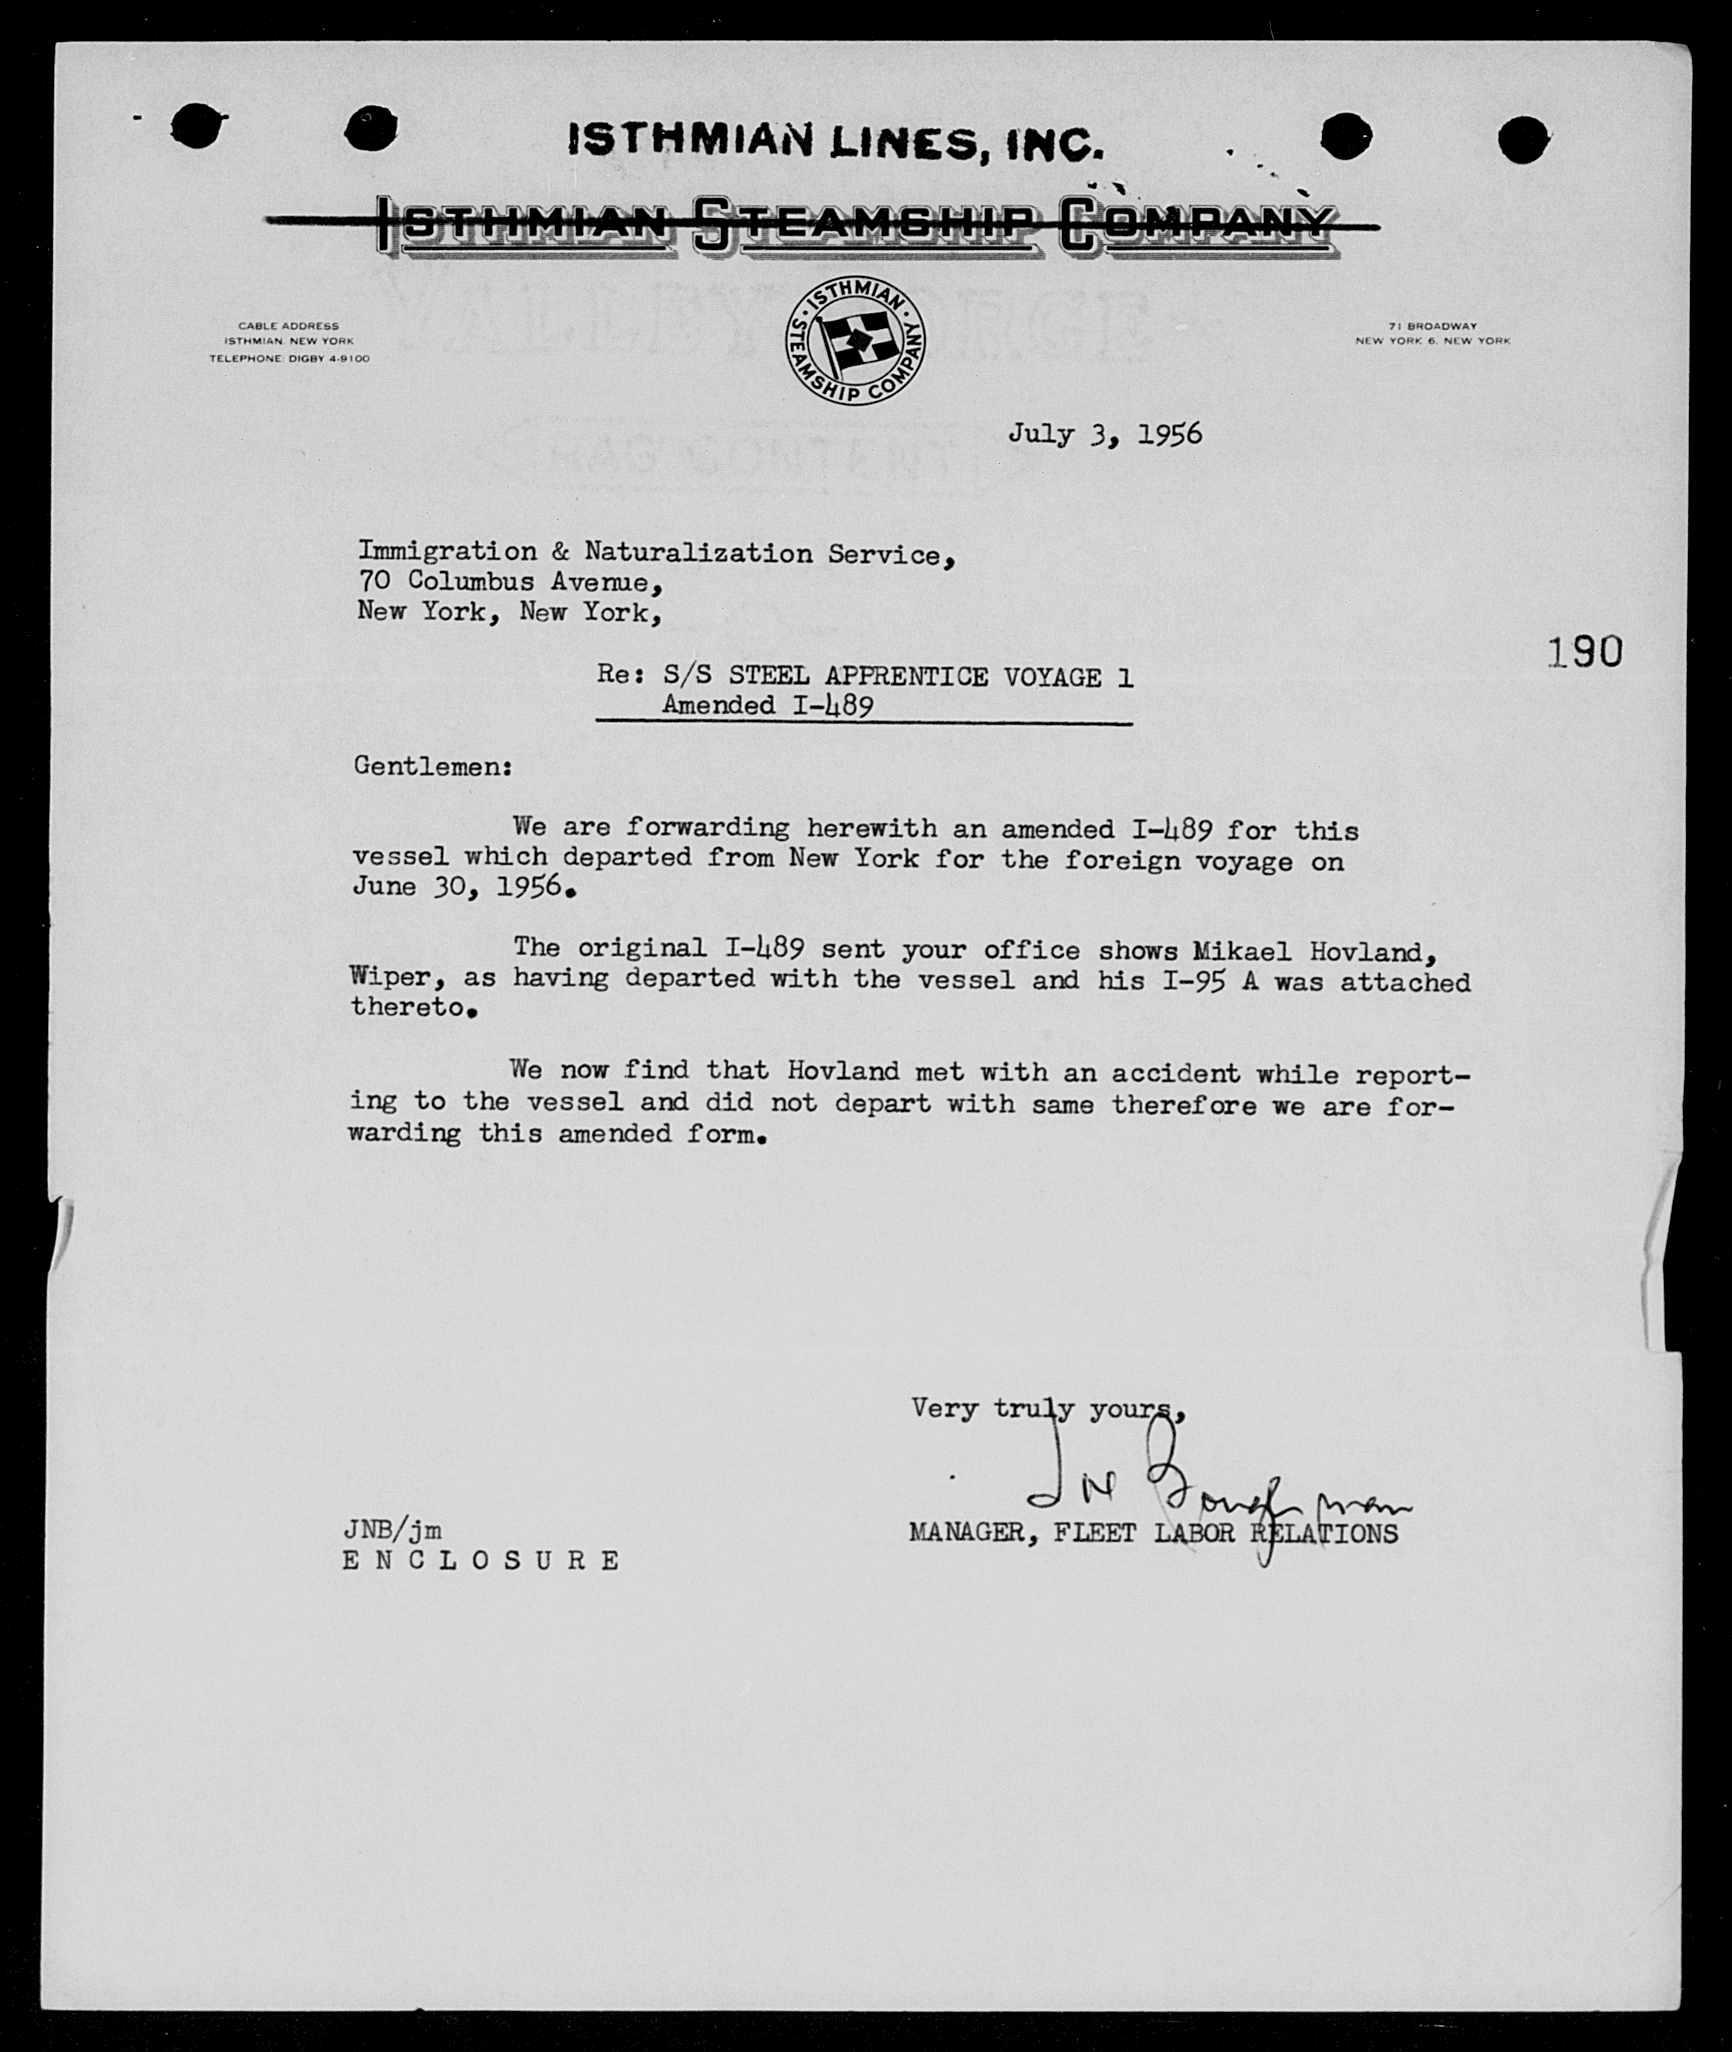 ISTHMIAN LINES, INC.
ISTHMIAN STEAMSHIP COMPANY
ISTHMIAN
STEAMSHIP COMPANY
CABLE ADDRESS
ISTHMIAN, NEW YORK
TELEPHONE: DIGBY 4-9100
71 BROADWAY
NEW YORK 6, NEW YORK
July 3, 1956
Immigration & Naturalization Service,
70 Columbus Avenue,
New York, New York,
190
Re: S/S STEEL APPRENTICE VOYAGE 1
Amended I-489
Gentlemen:
We are forwarding herewith an amended I-489 for this
vessel which departed from New York for the foreign voyage on
June 30, 1956.
The original I-489 sent your office shows Mikael Hovland,
Wiper, as having departed with the vessel and his I-95 A was attached
thereto.
We now find that Hovland met with an accident while report-
ing to the vessel and did not depart with same therefore we are for-
warding this amended form.
Very truly yours,
MANAGER, FLEET LABOR RELATIONS
JNB/jm
E N C L O S U R E